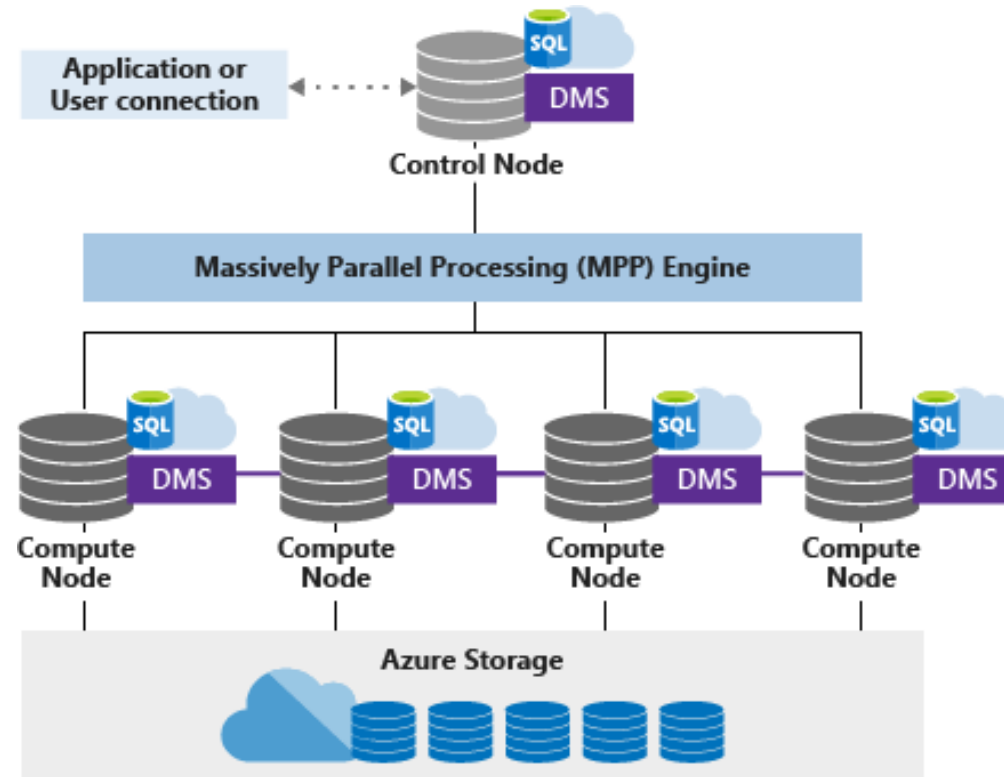 Application or
User connection
SQL
DMS
Control Node
Massively Parallel Processing (MPP) Engine
SQL
DMS
SQL
DMS
SQL
DMS
SQL
DMS
Compute
Node
Compute
Node
Compute
Node
Compute
Node
Azure Storage